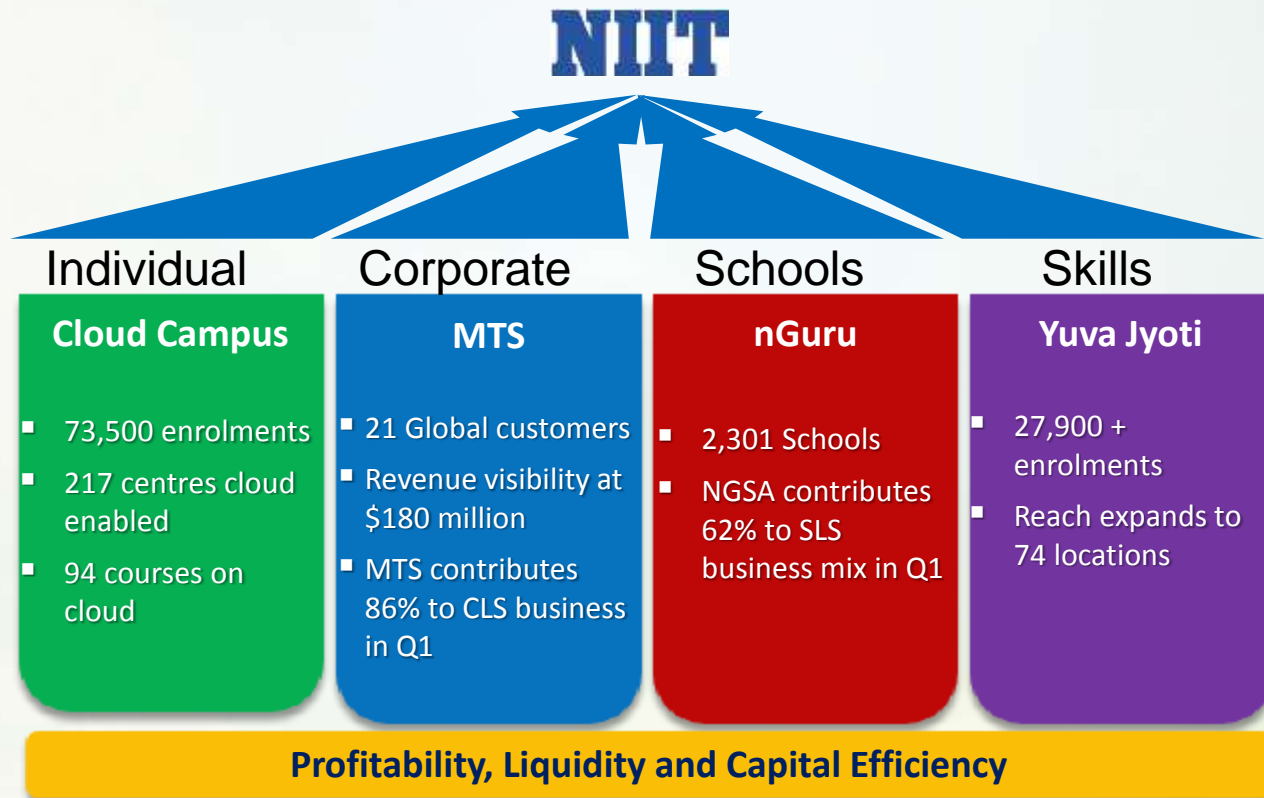 NIIT
Individual
Cloud Campus
73,500 enrolments
217 centres cloud
enabled
94 courses on
cloud
Corporate
MTS
21 Global customers
Revenue visibility at
$180 million
MTS contributes
86% to CLS business
in Q1
Schools
nGuru
2,301 Schools
NGSA contributes
62% to SLS
business mix in Q1
Skills
Yuva Jyoti
27,900 +
enrolments
Reach expands to
74 locations
Profitability, Liquidity and Capital Efficiency